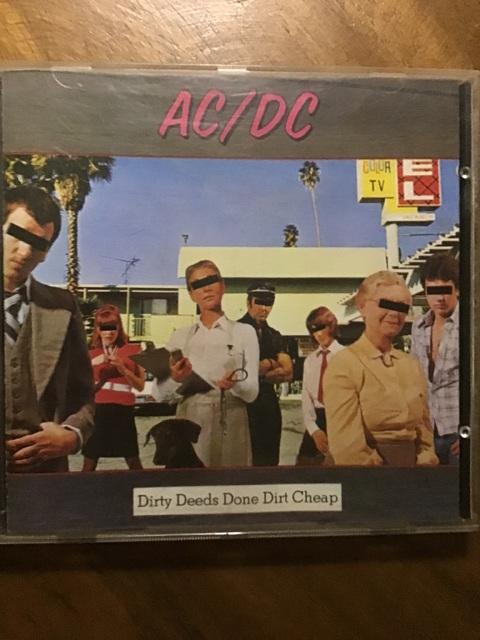 AC/DC
COLOR
TV
EL
Dirty Deeds Done Dirt Cheap